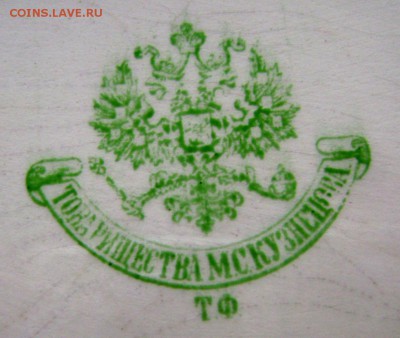 COINS.LAVE.RU
ТОВАРИЩЕСТВА М С КУЗНЕЦОВА
ТФ